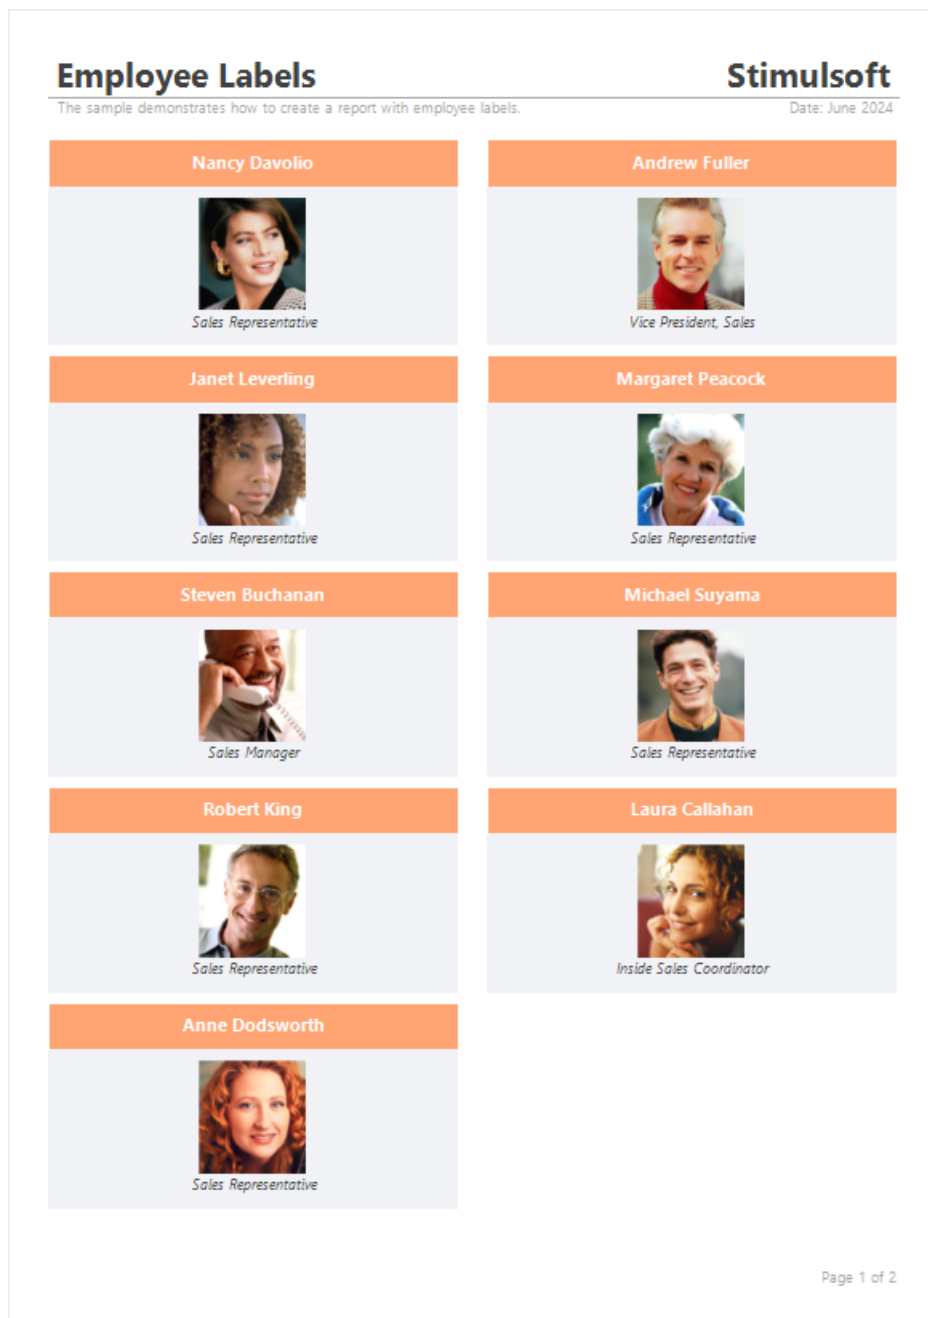 Employee Labels
Stimulsoft
The sample demonstrates how to create a report with employee labels.
Date: June 2024
Nancy Davolio
Andrew Fuller
Sales Representative
Vice President, Sales
Janet Leverling
Margaret Peacock
Sales Representative
Sales Representative
Steven Buchanan
Michael Suyama
Sales Manager
Sales Representative
Robert King
Laura Callahan
Sales Representative
Inside Sales Coordinator
Anne Dodsworth
Sales Representative
Page 1 of 2